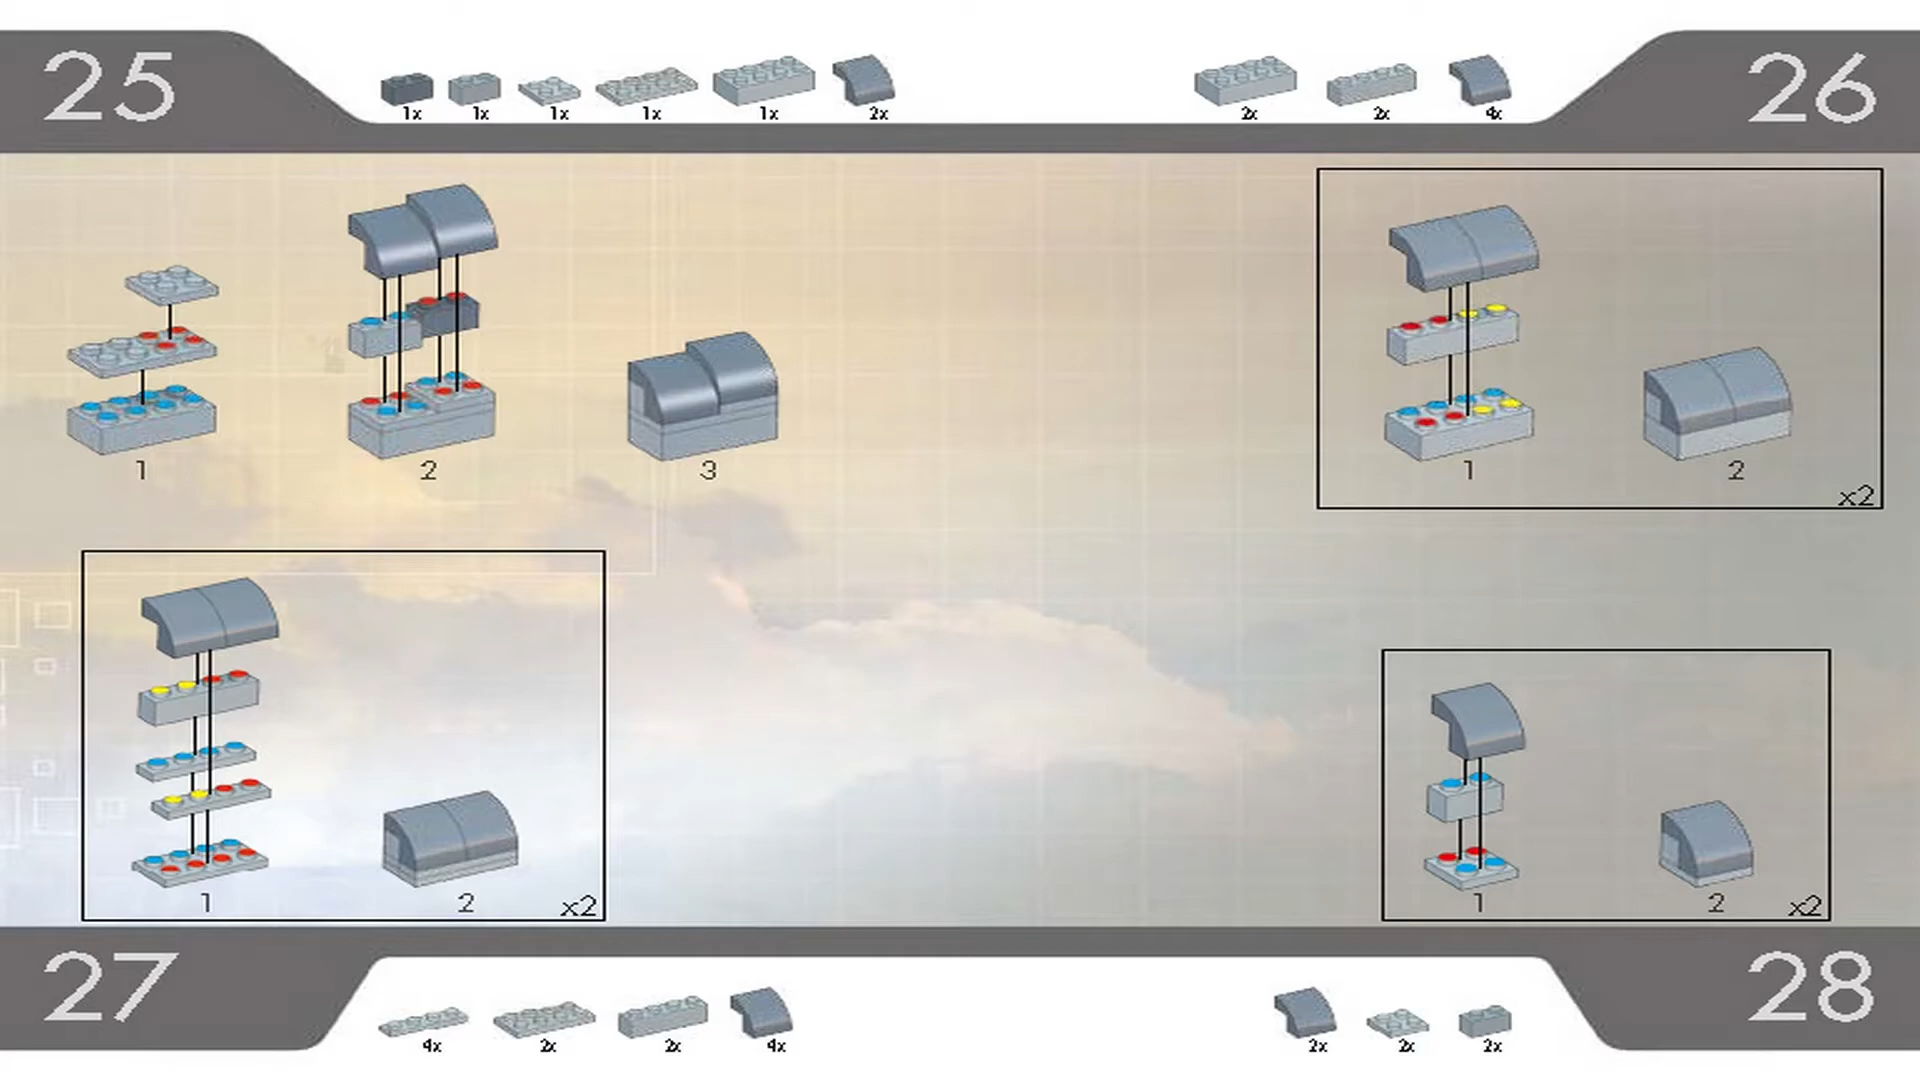 25
1x 1x 1x 1x 1x 2x
2x 2x 4x
26
1 2 3
1 2
x2
1 2
x2
1 2
x2
27
4x 2x 2x 4x
2x 2x 2x
28